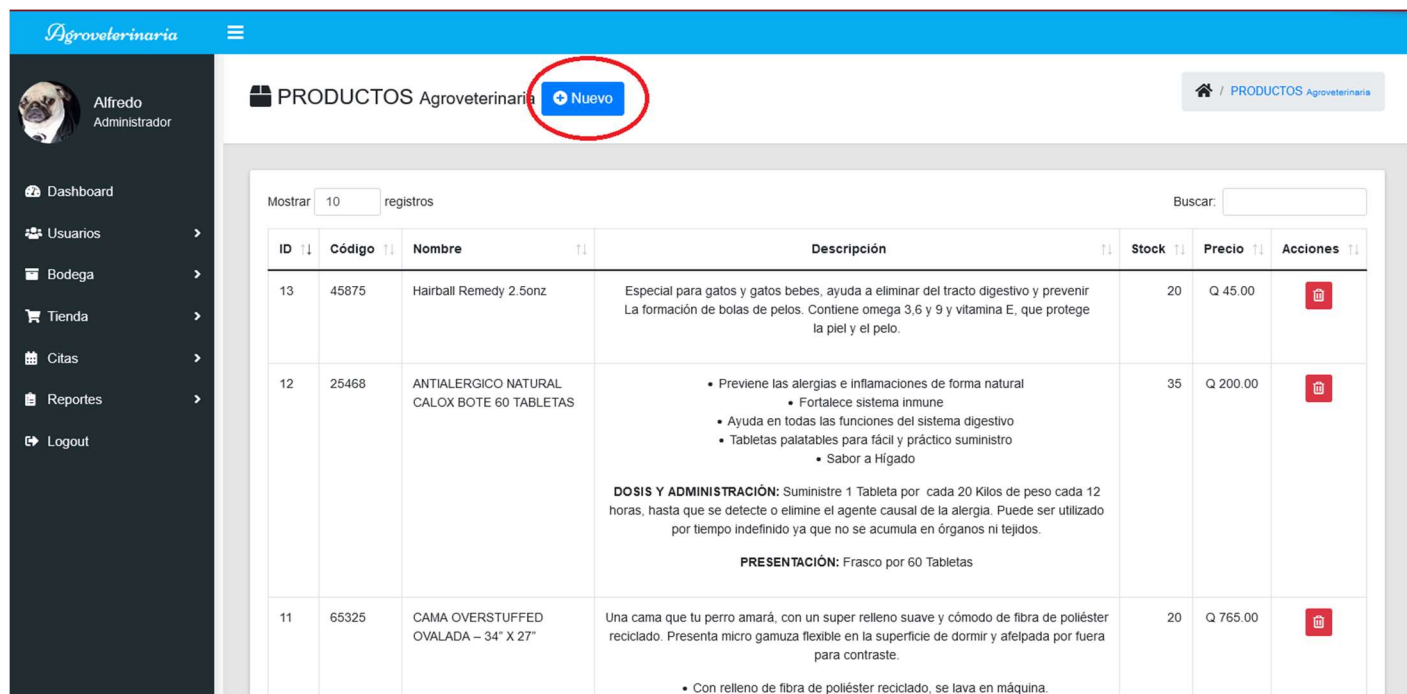 Agroveterinaria
Alfredo
Administrador
Dashboard
Usuarios
Bodega
Tienda
Citas
Reportes
Logout
PRODUCTOS Agroveterinaria Nuevo
/ PRODUCTOS Agroveterinaria
Mostrar 10 registros
Buscar:
ID Código Nombre Descripción Stock Precio Acciones
13 45875 Hairball Remedy 2.5onz Especial para gatos y gatos bebes, ayuda a eliminar del tracto digestivo y prevenir 20 Q 45.00
La formación de bolas de pelos. Contiene omega 3,6 y 9 y vitamina E, que protege
la piel y el pelo.
12 25468 ANTIALERGICO NATURAL • Previene las alergias e inflamaciones de forma natural 35 Q 200.00
CALOX BOTE 60 TABLETAS • Fortalece sistema inmune
• Ayuda en todas las funciones del sistema digestivo
• Tabletas palatables para fácil y práctico suministro
• Sabor a Hígado
DOSIS Y ADMINISTRACIÓN: Suministre 1 Tableta por cada 20 Kilos de peso cada 12
horas, hasta que se detecte o elimine el agente causal de la alergia. Puede ser utilizado
por tiempo indefinido ya que no se acumula en órganos ni tejidos.
PRESENTACIÓN: Frasco por 60 Tabletas
11 65325 CAMA OVERSTUFFED Una cama que tu perro amará, con un super relleno suave y cómodo de fibra de poliéster 20 Q 765.00
OVALADA – 34" X 27" reciclado. Presenta micro gamuza flexible en la superficie de dormir y afelpada por fuera
para contraste.
• Con relleno de fibra de poliéster reciclado, se lava en máquina.